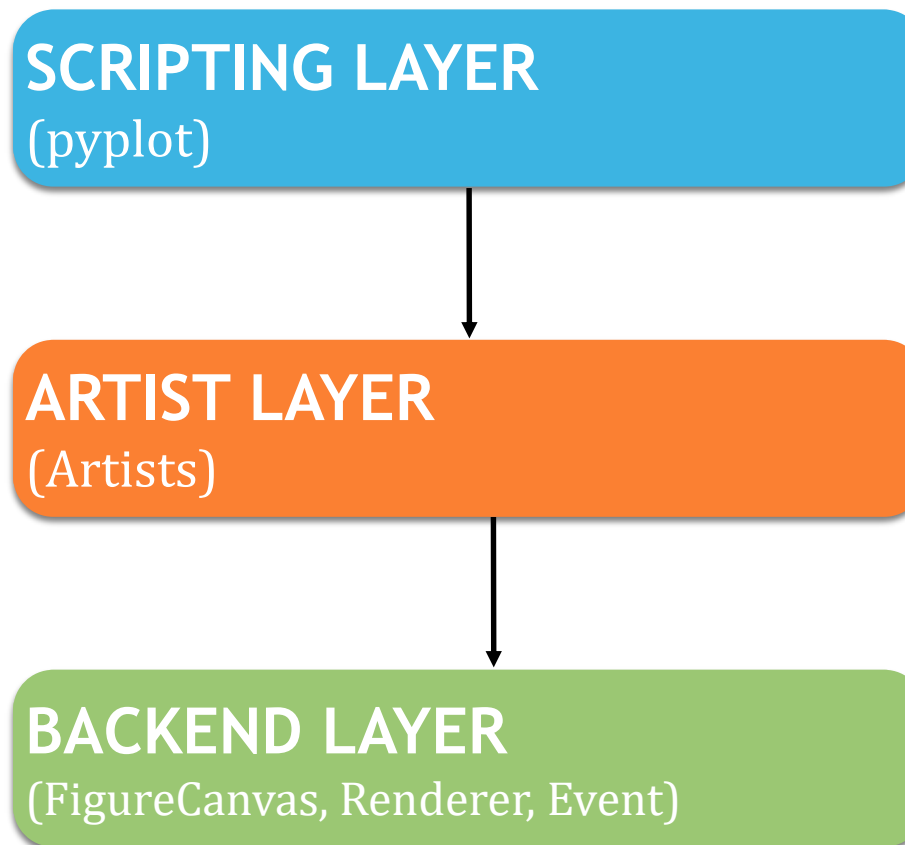 SCRIPTING LAYER
(pyplot)
ARTIST LAYER
(Artists)
BACKEND LAYER
(FigureCanvas, Renderer, Event)